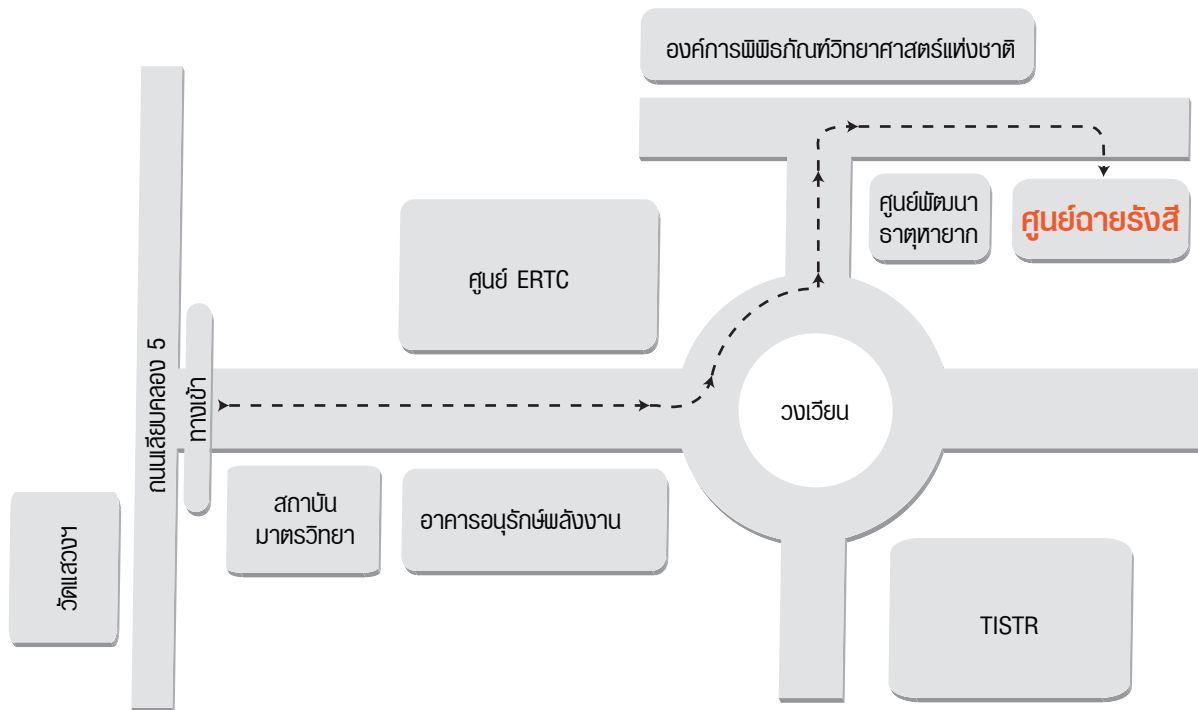 องค์การพิพิธภัณฑ์วิทยาศาสตร์แห่งชาติ
ศูนย์พัฒนา
ธาตุหายาก
ศูนย์ฉายรังสี
ศูนย์ ERTC
ถนนเลียบคลอง 5
ทางเข้า
วงเวียน
สถาบัน
มาตรวิทยา
อาคารอนุรักษ์พลังงาน
วัดแสวงฯ
TISTR